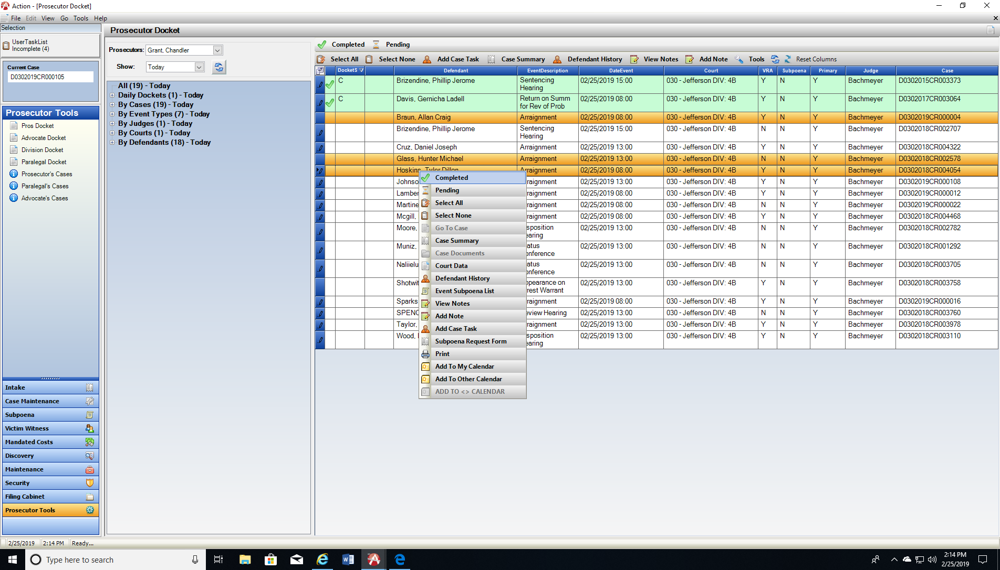 Action - [Prosecutor Docket]
File Edit View Go Tools Help
Selection
UserTaskList
Incomplete (4)
Current Case
D0302019CR000105
Prosecutor Tools
Pros Docket
Advocate Docket
Division Docket
Paralegal Docket
Prosecutor's Cases
Paralegal's Cases
Advocate's Cases
Intake
Case Maintenance
Subpoena
Victim Witness
Mandated Costs
Discovery
Maintenance
Security
Filing Cabinet
Prosecutor Tools
Prosecutor Docket
Prosecutors: Grant, Chandler
Show: Today
All (19) - Today
Daily Dockets (1) - Today
By Cases (19) - Today
By Event Types (7) - Today
By Judges (1) - Today
By Courts (1) - Today
By Defendants (18) - Today
Completed Pending
Select All Select None Add Case Task Case Summary Defendant History View Notes Add Note Tools Reset Columns
DocketS Defendant EventDescription DateEvent Court VRA Subpoena Primary Judge Case
C Brizendine, Phillip Jerome Sentencing Hearing 02/25/2019 15:00 030 - Jefferson DIV: 4B Y N Y Bachmeyer D0302015CR003373
C Davis, Gernicha Ladell Return on Summ for Rev of Prob 02/25/2019 08:00 030 - Jefferson DIV: 4B Y N Y Bachmeyer D0302017CR003064
Braun, Allan Craig Arraignment 02/25/2019 08:00 030 - Jefferson DIV: 4B Y N Y Bachmeyer D0302019CR000004
Brizendine, Phillip Jerome Sentencing Hearing 02/25/2019 15:00 030 - Jefferson DIV: 4B N N Y Bachmeyer D0302018CR002707
Cruz, Daniel Joseph Arraignment 02/25/2019 13:00 030 - Jefferson DIV: 4B Y N Y Bachmeyer D0302018CR004322
Glass, Hunter Michael Arraignment 02/25/2019 13:00 030 - Jefferson DIV: 4B N N Y Bachmeyer D0302018CR002578
Hoskins, Tyler Dillon Arraignment 02/25/2019 08:00 030 - Jefferson DIV: 4B Y N Y Bachmeyer D0302018CR004054
Johnso raignment 02/25/2019 13:00 030 - Jefferson DIV: 4B Y N Y Bachmeyer D0302019CR000108
Lamber raignment 02/25/2019 08:00 030 - Jefferson DIV: 4B Y N Y Bachmeyer D0302019CR000012
Martine raignment 02/25/2019 08:00 030 - Jefferson DIV: 4B N N Y Bachmeyer D0302019CR000022
Mcgill, raignment 02/25/2019 08:00 030 - Jefferson DIV: 4B Y N Y Bachmeyer D0302018CR004468
Moore, sposition earing 02/25/2019 13:00 030 - Jefferson DIV: 4B N N Y Bachmeyer D0302018CR002782
Muniz, atus onference 02/25/2019 13:00 030 - Jefferson DIV: 4B Y N Y Bachmeyer D0302018CR001292
Naliielu atus onference 02/25/2019 13:00 030 - Jefferson DIV: 4B N N Y Bachmeyer D0302018CR003705
Shotwit ppearance on rest Warrant 02/25/2019 13:00 030 - Jefferson DIV: 4B Y N Y Bachmeyer D0302018CR003758
Sparks raignment 02/25/2019 08:00 030 - Jefferson DIV: 4B Y N Y Bachmeyer D0302019CR000016
SPENC eview Hearing 02/25/2019 13:00 030 - Jefferson DIV: 4B N N Y Bachmeyer D0302018CR003760
Taylor, raignment 02/25/2019 13:00 030 - Jefferson DIV: 4B Y N Y Bachmeyer D0302018CR003978
Wood, sposition earing 02/25/2019 13:00 030 - Jefferson DIV: 4B Y N Y Bachmeyer D0302018CR003110
Completed
Pending
Select All
Select None
Go To Case
Case Summary
Case Documents
Court Data
Defendant History
Event Subpoena List
View Notes
Add Note
Add Case Task
Subpoena Request Form
Print
Add To My Calendar
Add To Other Calendar
ADD TO <> CALENDAR
2/25/2019 2:14 PM Ready...
Type here to search
2:14 PM
2/25/2019